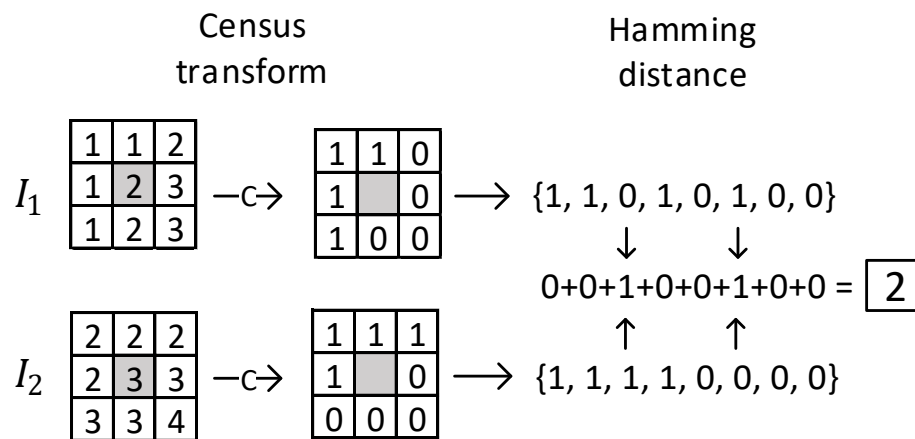 Census
transform
Hamming
distance
1 1 2
1 2 3
1 2 3
I₁
C
1 1 0
1 0
1 0 0
{1, 1, 0, 1, 0, 1, 0, 0}
0+0+1+0+0+1+0+0 = 2
2 2 2
2 3 3
3 3 4
I₂
C
1 1 1
1 0
0 0 0
{1, 1, 1, 1, 0, 0, 0, 0}